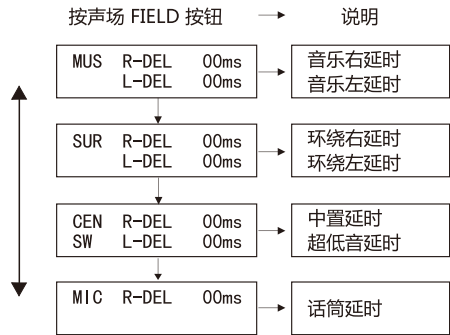 按声场 FIELD 按钮 说明
MUS R-DEL 00ms 音乐右延时
L-DEL 00ms 音乐左延时
SUR R-DEL 00ms 环绕右延时
L-DEL 00ms 环绕左延时
CEN R-DEL 00ms 中置延时
SW L-DEL 00ms 超低音延时
MIC R-DEL 00ms 话筒延时